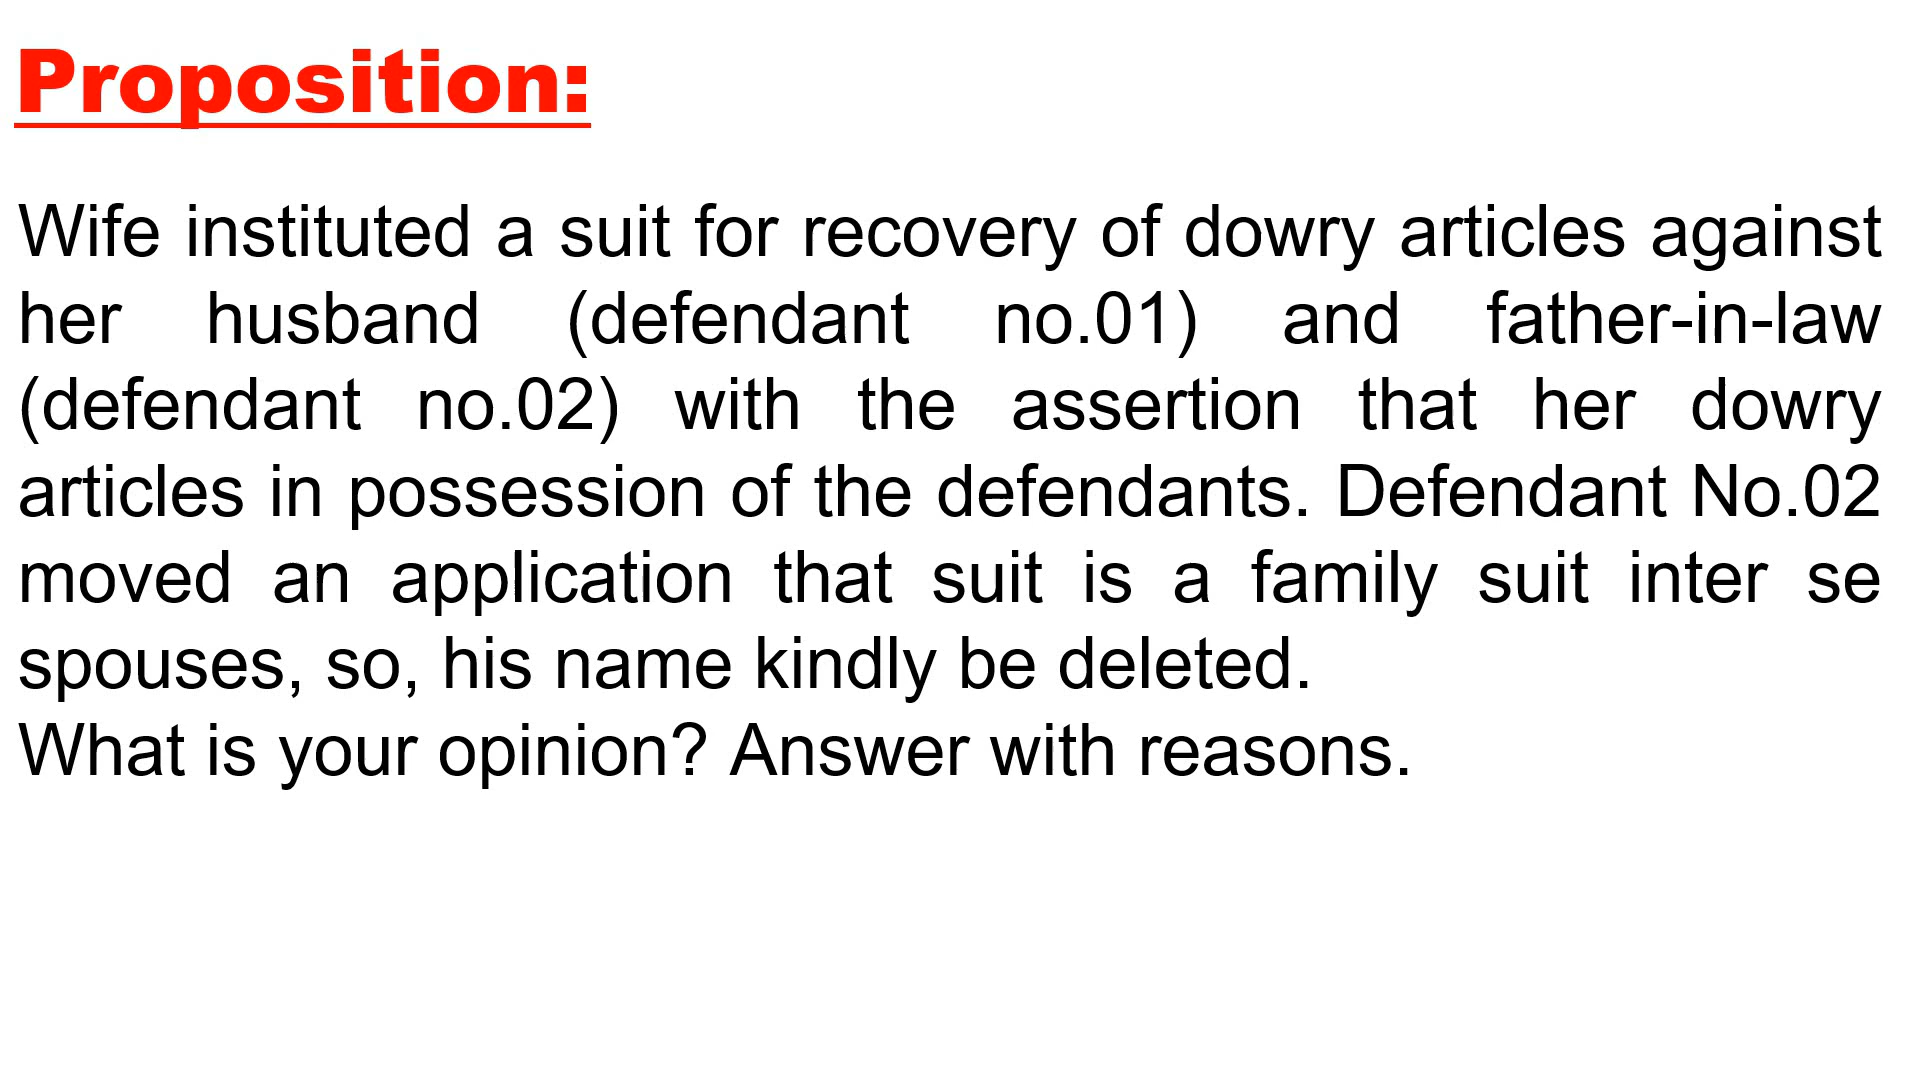 Proposition:
Wife instituted a suit for recovery of dowry articles against
her husband (defendant no.01) and father-in-law
(defendant no.02) with the assertion that her dowry
articles in possession of the defendants. Defendant No.02
moved an application that suit is a family suit inter se
spouses, so, his name kindly be deleted.
What is your opinion? Answer with reasons.